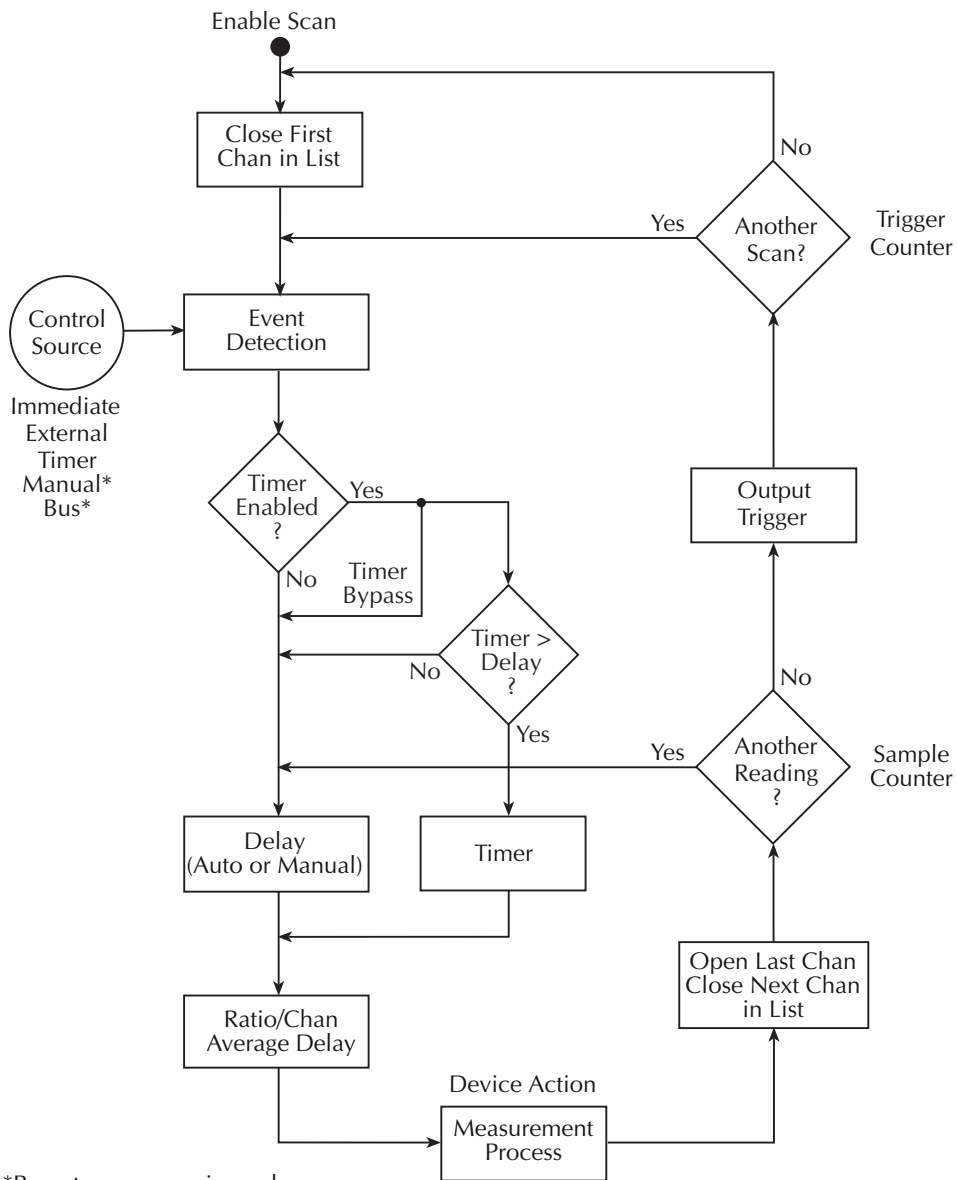 Enable Scan
Close First
Chan in List
No
Another
Scan?
Yes
Trigger
Counter
Control
Source
Event
Detection
Immediate
External
Timer
Manual*
Bus*
Timer
Enabled
?
Yes
No
Timer
Bypass
Output
Trigger
Timer >
Delay
?
No
Yes
No
Another
Reading
?
Yes
Sample
Counter
Delay
(Auto or Manual)
Timer
Open Last Chan
Close Next Chan
in List
Ratio/Chan
Average Delay
Device Action
Measurement
Process